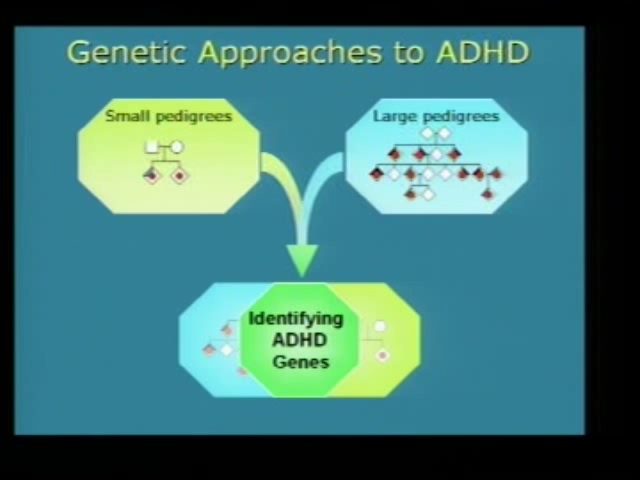 Genetic Approaches to ADHD
Small pedigrees
Large pedigrees
Identifying
ADHD
Genes